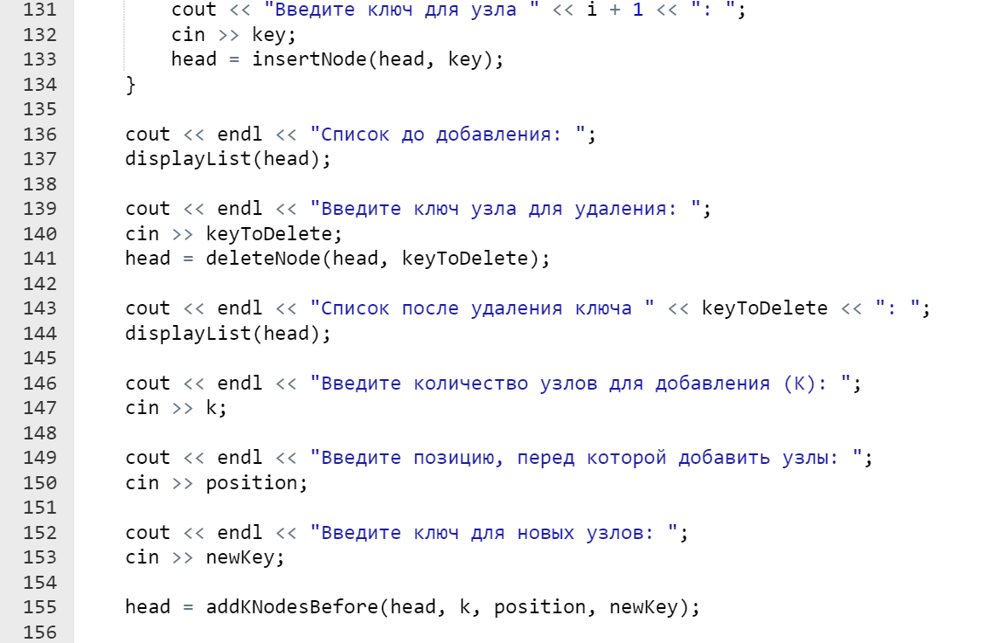 131 cout << "Введите ключ для узла " << i + 1 << ": ";
132 cin >> key;
133 head = insertNode(head, key);
134 }
135
136 cout << endl << "Список до добавления: ";
137 displayList(head);
138
139 cout << endl << "Введите ключ узла для удаления: ";
140 cin >> keyToDelete;
141 head = deleteNode(head, keyToDelete);
142
143 cout << endl << "Список после удаления ключа " << keyToDelete << ": ";
144 displayList(head);
145
146 cout << endl << "Введите количество узлов для добавления (К): ";
147 cin >> k;
148
149 cout << endl << "Введите позицию, перед которой добавить узлы: ";
150 cin >> position;
151
152 cout << endl << "Введите ключ для новых узлов: ";
153 cin >> newKey;
154
155 head = addKNodesBefore(head, k, position, newKey);
156